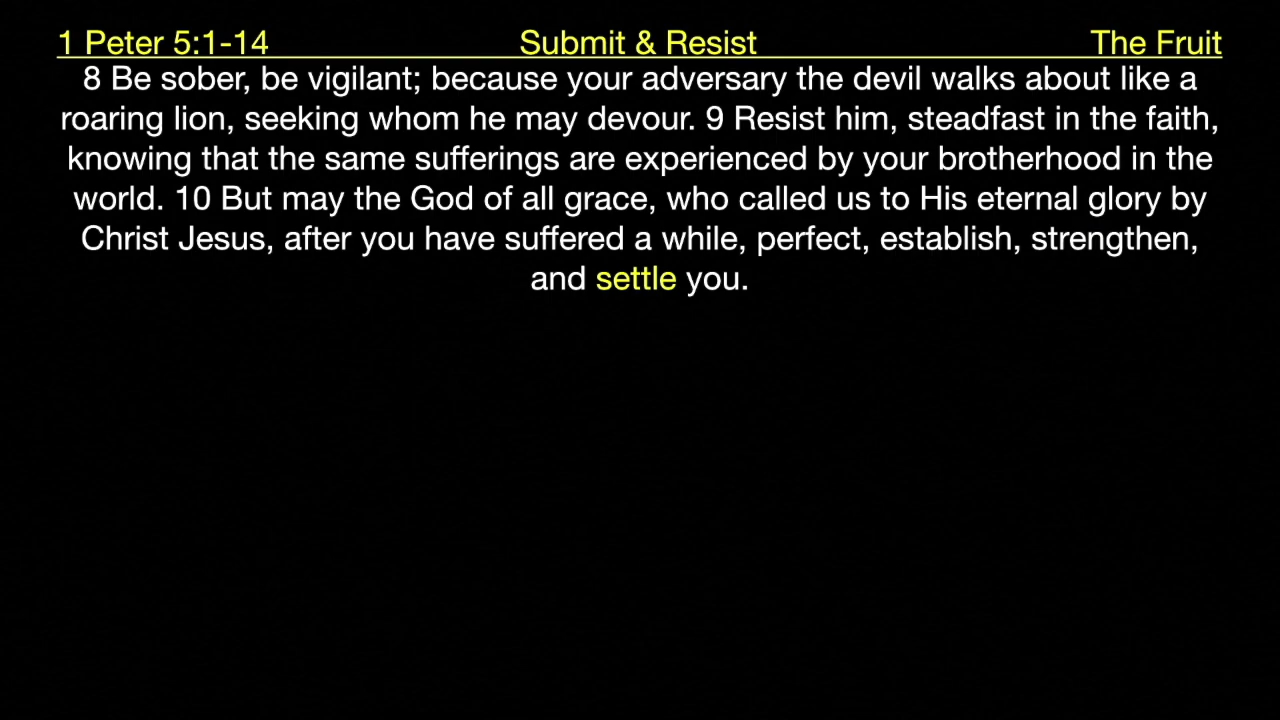 1 Peter 5:1-14 Submit & Resist The Fruit
8 Be sober, be vigilant; because your adversary the devil walks about like a
roaring lion, seeking whom he may devour. 9 Resist him, steadfast in the faith,
knowing that the same sufferings are experienced by your brotherhood in the
world. 10 But may the God of all grace, who called us to His eternal glory by
Christ Jesus, after you have suffered a while, perfect, establish, strengthen,
and settle you.